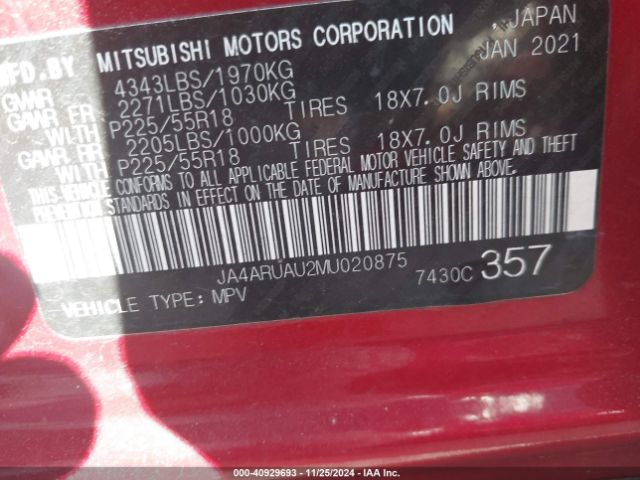 MFD. BY MITSUBISHI MOTORS CORPORATION , JAPAN
GVWR 4343LBS/1970KG JAN 2021
GAWR FR 2271LBS/1030KG
WITH P225/55R18 TIRES 18X7.0J RIMS
GAWR RR 2205LBS/1000KG
WITH P225/55R18 TIRES 18X7.0J RIMS
THIS VEHICLE CONFORMS TO ALL APPLICABLE FEDERAL MOTOR VEHICLE SAFETY AND THEFT
PREVENTION STANDARDS IN EFFECT ON THE DATE OF MANUFACTURE SHOWN ABOVE.
JA4ARUAU2MU020875 7430C 357
VEHICLE TYPE: MPV
000-40929693 - 11/25/2024 - IAA Inc.